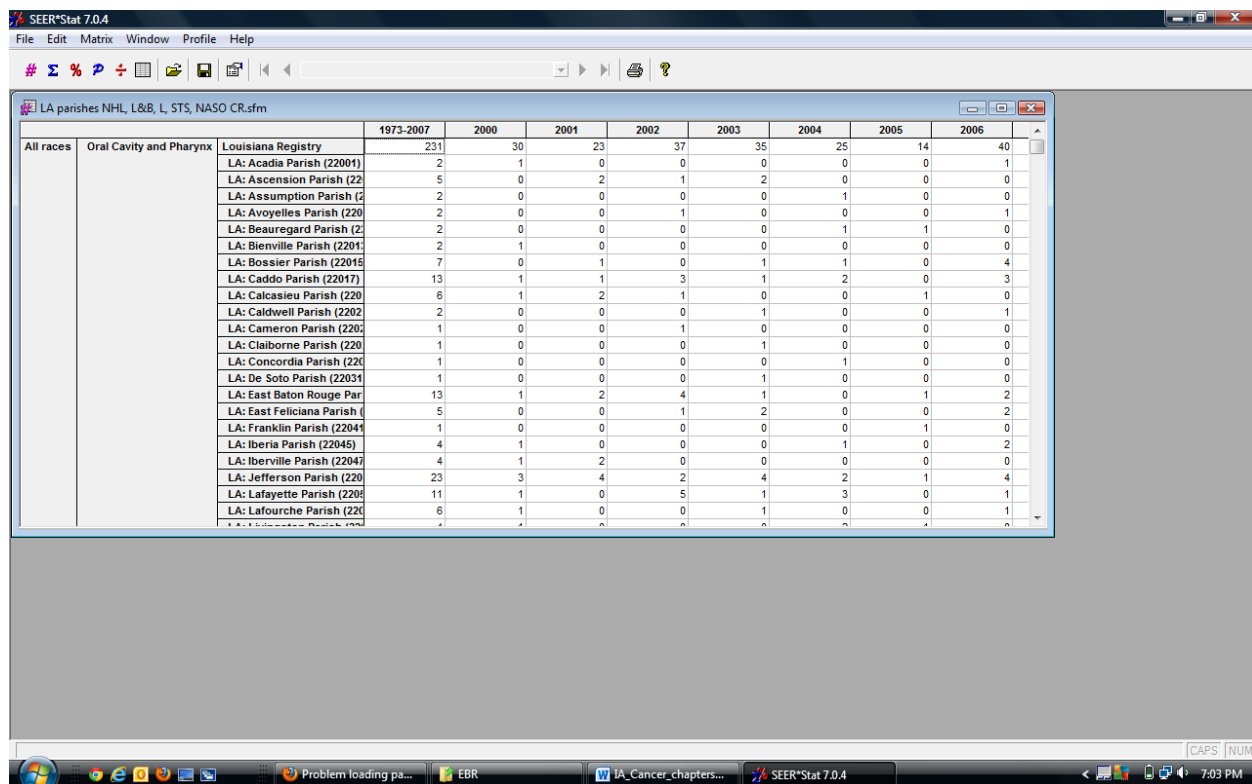 SEER*Stat 7.0.4
File Edit Matrix Window Profile Help
LA parishes NHL, L&B, L, STS, NASO CR.sfm
1973-2007 2000 2001 2002 2003 2004 2005 2006
All races Oral Cavity and Pharynx Louisiana Registry 231 30 23 37 35 25 14 40
LA: Acadia Parish (22001) 2 1 0 0 0 0 0 1
LA: Ascension Parish (220 5 0 2 1 2 0 0 0
LA: Assumption Parish (2 2 0 0 0 0 1 0 0
LA: Avoyelles Parish (220 2 0 0 1 0 0 0 1
LA: Beauregard Parish (22 2 0 0 0 0 1 1 0
LA: Bienville Parish (22013 2 1 0 0 0 0 0 0
LA: Bossier Parish (22015 7 0 1 0 1 1 0 4
LA: Caddo Parish (22017) 13 1 1 3 1 2 0 3
LA: Calcasieu Parish (220 6 1 2 1 0 0 1 0
LA: Caldwell Parish (2202 2 0 0 0 1 0 0 1
LA: Cameron Parish (2202 1 0 0 1 0 0 0 0
LA: Claiborne Parish (220 1 0 0 0 1 0 0 0
LA: Concordia Parish (220 1 0 0 0 0 1 0 0
LA: De Soto Parish (22031 1 0 0 0 1 0 0 0
LA: East Baton Rouge Par 13 1 2 4 1 0 1 2
LA: East Feliciana Parish ( 5 0 0 1 2 0 0 2
LA: Franklin Parish (22041 1 0 0 0 0 0 1 0
LA: Iberia Parish (22045) 4 1 0 0 0 1 0 2
LA: Iberville Parish (22047 4 1 2 0 0 0 0 0
LA: Jefferson Parish (220 23 3 4 2 4 2 1 4
LA: Lafayette Parish (2205 11 1 0 5 1 3 0 1
LA: Lafourche Parish (220 6 1 0 0 1 0 0 1
CAPS NUM
Problem loading pa... EBR IA_Cancer_chapters... SEER*Stat 7.0.4 7:03 PM